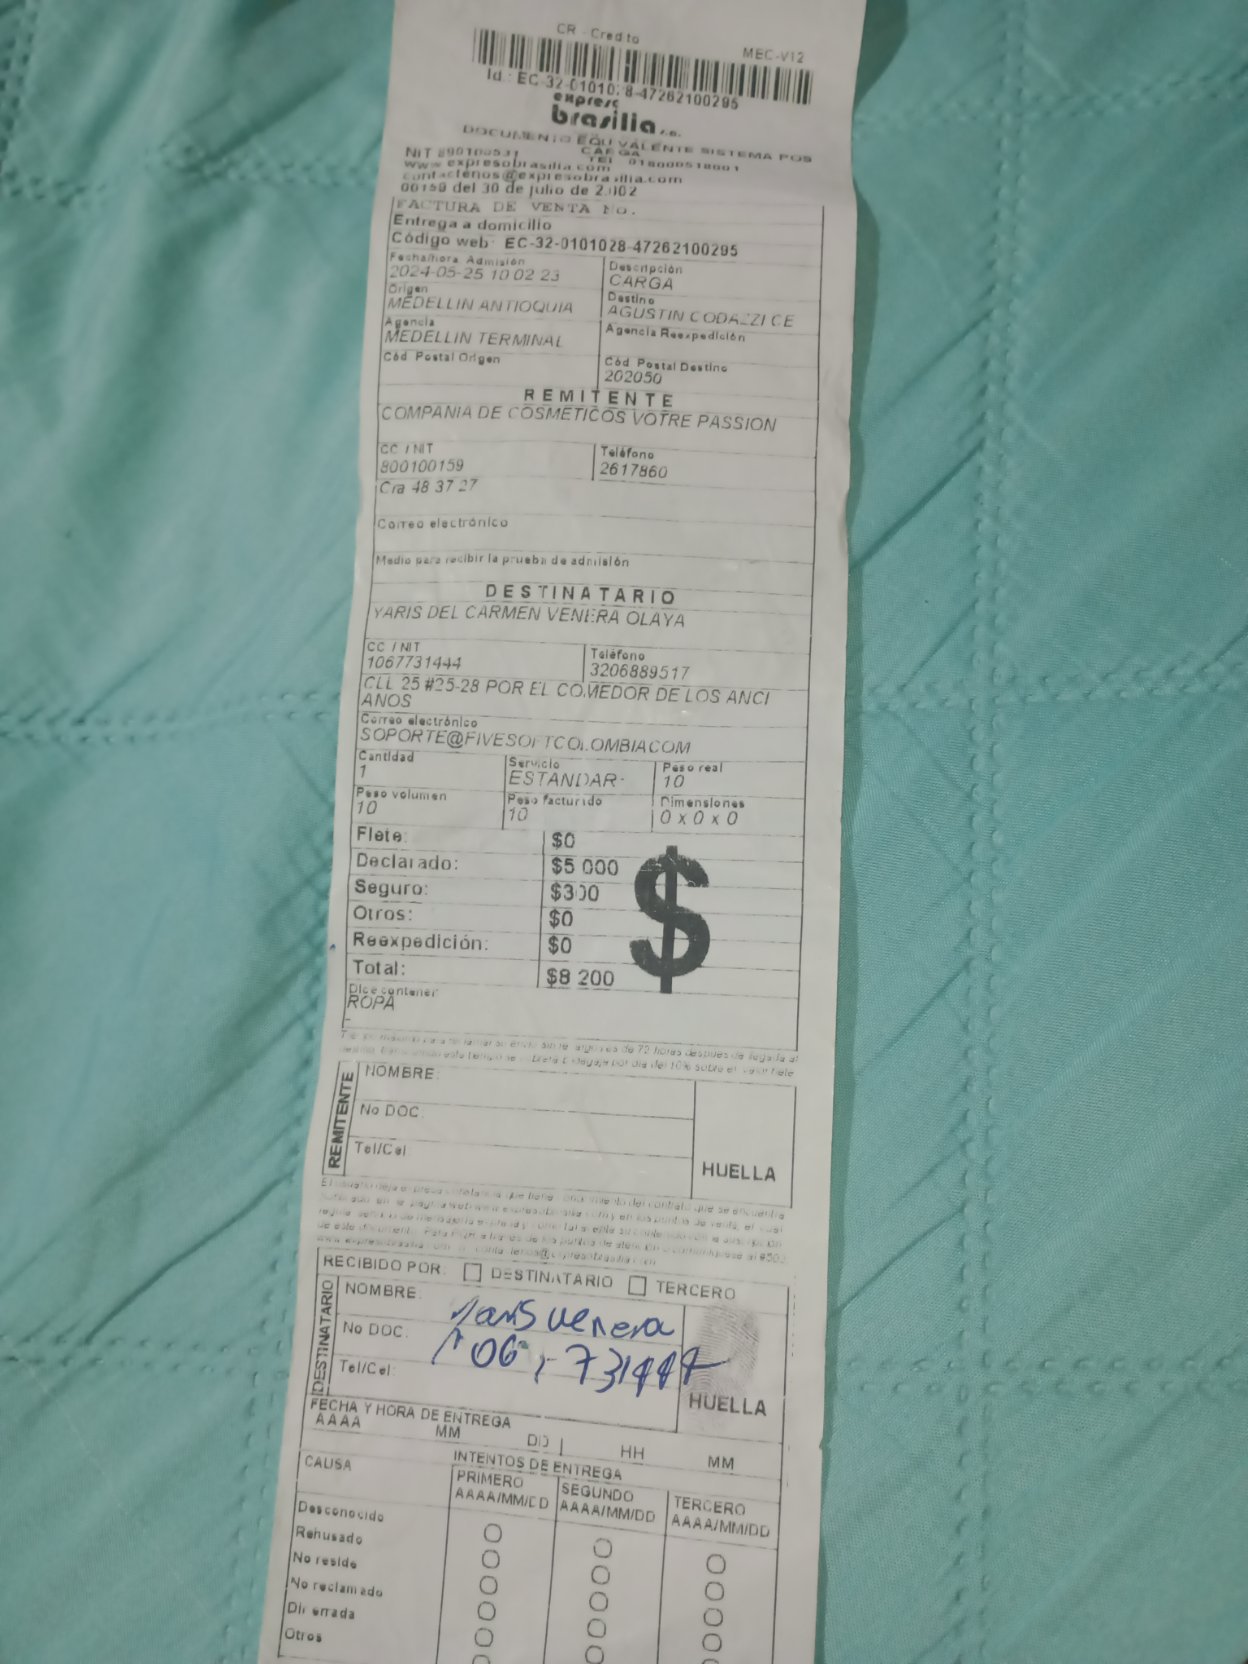 CR - Credito MEC-V12
Id.: EC-32-0101028-47262100295
expreso
brasilia s.a.
DOCUMENTO EQUIVALENTE SISTEMA POS
CARGA
NIT 890100531 TEL 018000518001
www.expresobrasilia.com
contactenos@expresobrasilia.com
00159 del 30 de julio de 2.002
FACTURA DE VENTA No.
Entrega a domicilio
Código web: EC-32-0101028-47262100295
Fecha/hora Admisión Descripción
2024-05-25 10 02 23 CARGA
Origen Destino
MEDELLIN ANTIOQUIA AGUSTIN CODAZZI CE
Agencia Agencia Reexpedición
MEDELLIN TERMINAL
Cód. Postal Origen Cód. Postal Destino
202050
REMITENTE
COMPANIA DE COSMETICOS VOTRE PASSION
CC / NIT Teléfono
800100159 2617860
Cra 48 37 27
Correo electrónico
Medio para recibir la prueba de admisión
DESTINATARIO
YARIS DEL CARMEN VENERA OLAYA
CC / NIT Teléfono
1067731444 3206889517
CLL 25 #25-28 POR EL COMEDOR DE LOS ANCI
ANOS
Correo electrónico
SOPORTE@FIVESOFTCOLOMBIACOM
Cantidad Servicio Peso real
1 ESTANDAR- 10
Peso volumen Peso facturado Dimensiones
10 10 0 x 0 x 0
Flete: $0
Declarado: $5 000
Seguro: $300
Otros: $0
Reexpedición: $0
Total: $8 200
$
Dice contener
ROPA
-
REMITENTE
NOMBRE:
No DOC.
Tel/Cel:
HUELLA
RECIBIDO POR: DESTINATARIO TERCERO
DESTINATARIO
NOMBRE: Yaris Venera
No DOC.
Tel/Cel:
HUELLA
FECHA Y HORA DE ENTREGA
AAAA MM DD HH MM
CAUSA INTENTOS DE ENTREGA
PRIMERO SEGUNDO TERCERO
AAAA/MM/DD AAAA/MM/DD AAAA/MM/DD
Desconocido
Rehusado
No reside
No reclamado
Dir errada
Otros